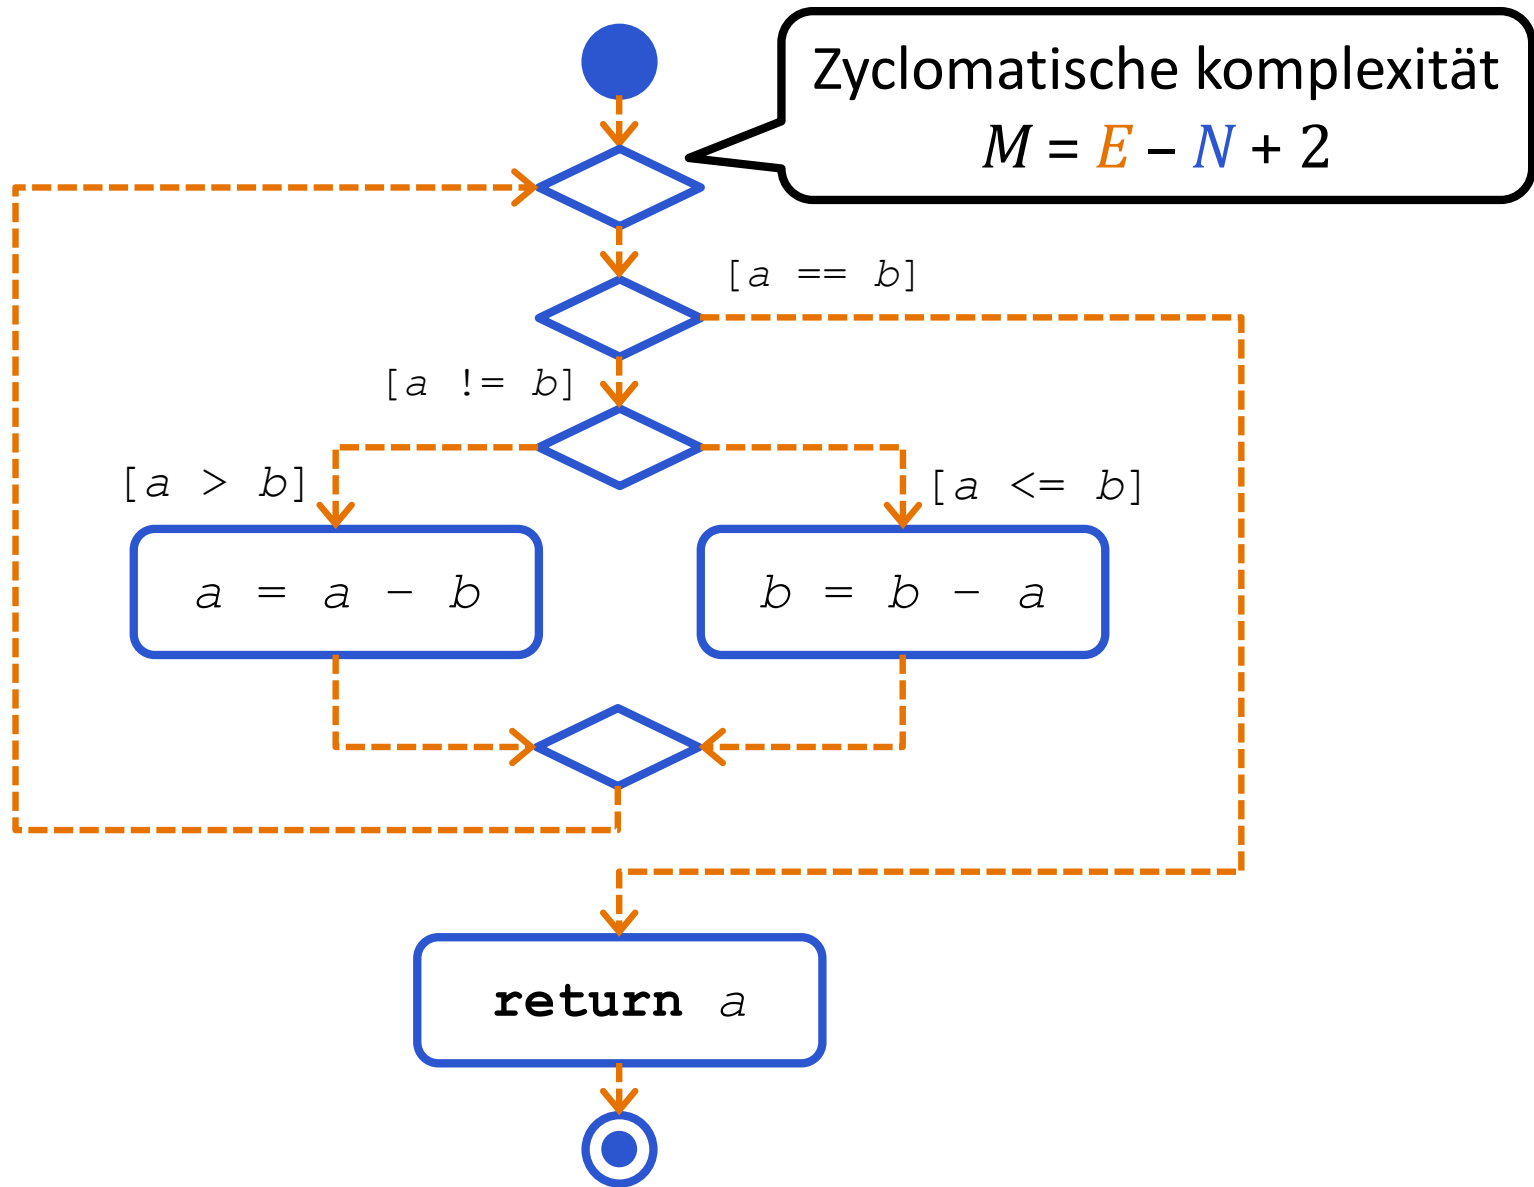 Zyclomatische komplexität
M = E – N + 2
[a == b]
[a != b]
[a > b]
[a <= b]
a = a - b
b = b - a
return a